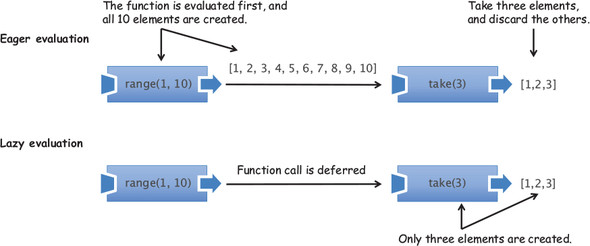 The function is evaluated first, and
all 10 elements are created.
Take three elements,
and discard the others.
Eager evaluation
[1, 2, 3, 4, 5, 6, 7, 8, 9, 10]
range(1, 10)
take(3)
[1,2,3]
Lazy evaluation
range(1, 10)
Function call is deferred
take(3)
[1,2,3]
Only three elements are created.